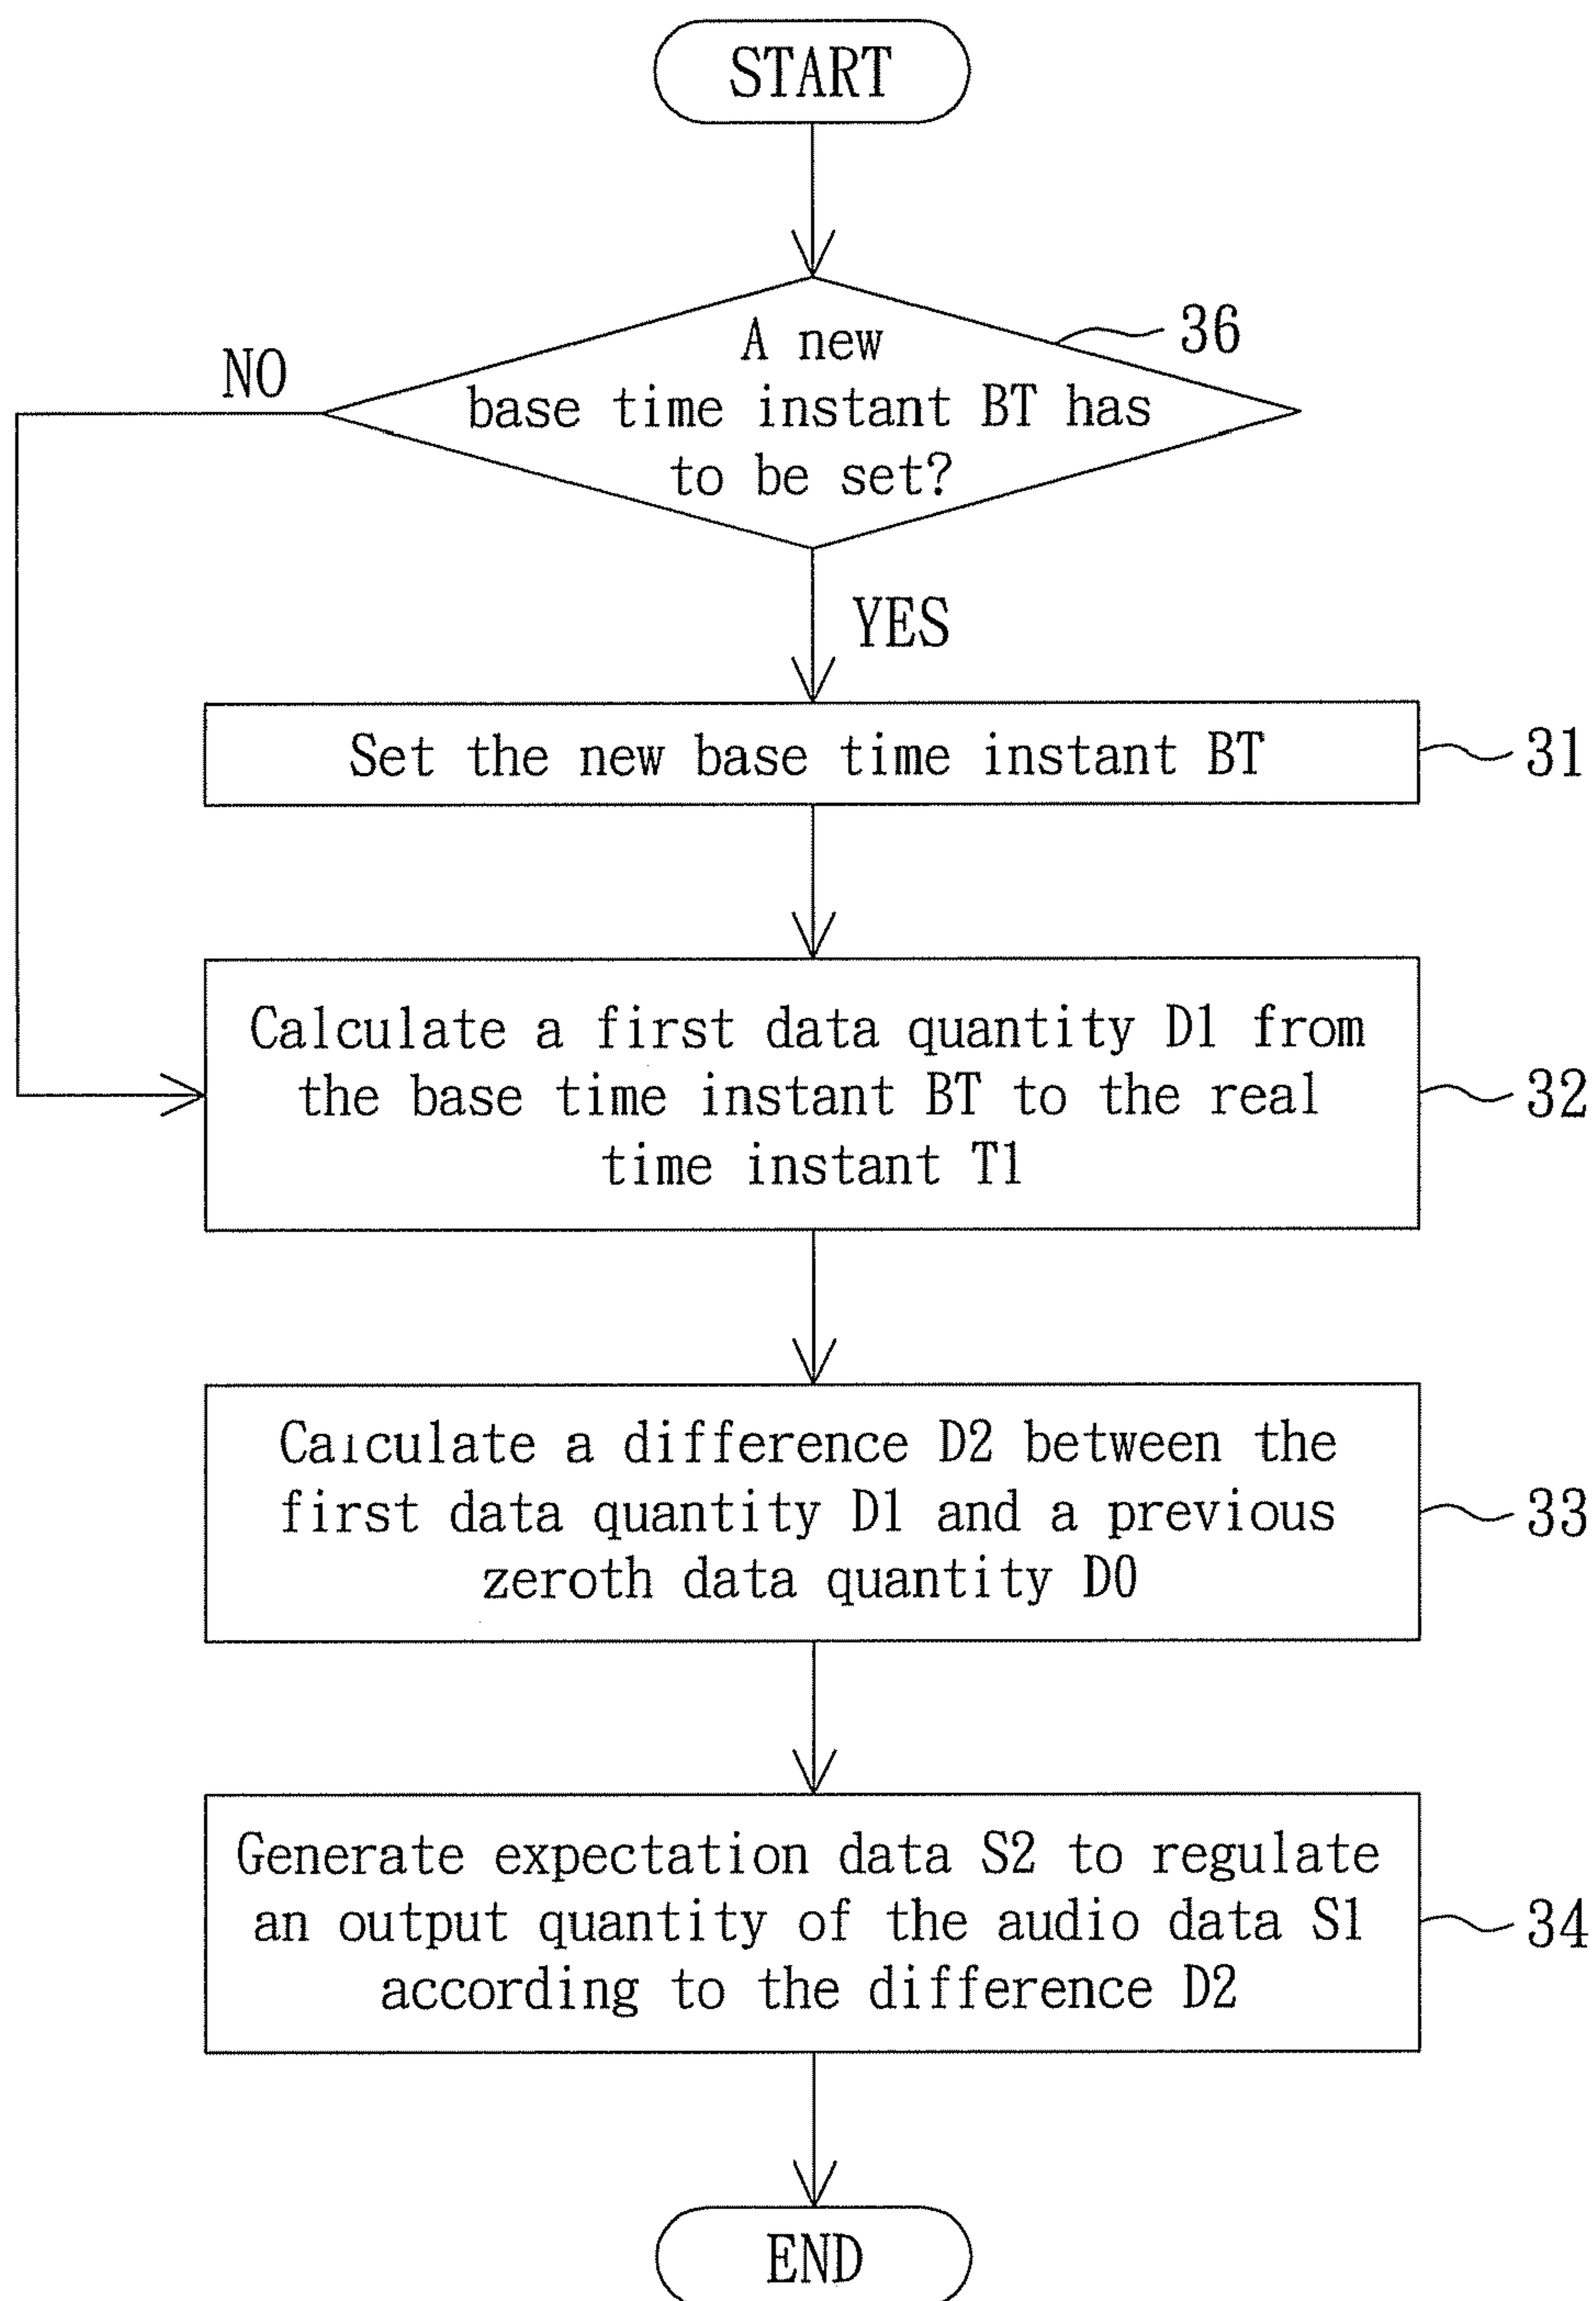 START
A new
base time instant BT has
to be set?
36
NO
YES
Set the new base time instant BT
31
Calculate a first data quantity D1 from
the base time instant BT to the real
time instant T1
32
Calculate a difference D2 between the
first data quantity D1 and a previous
zeroth data quantity D0
33
Generate expectation data S2 to regulate
an output quantity of the audio data S1
according to the difference D2
34
END